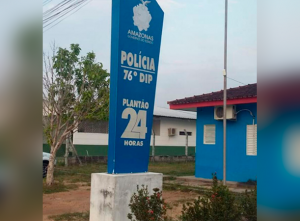 AMAZONAS
POLÍCIA
76º DIP
PLANTÃO
24
HORAS